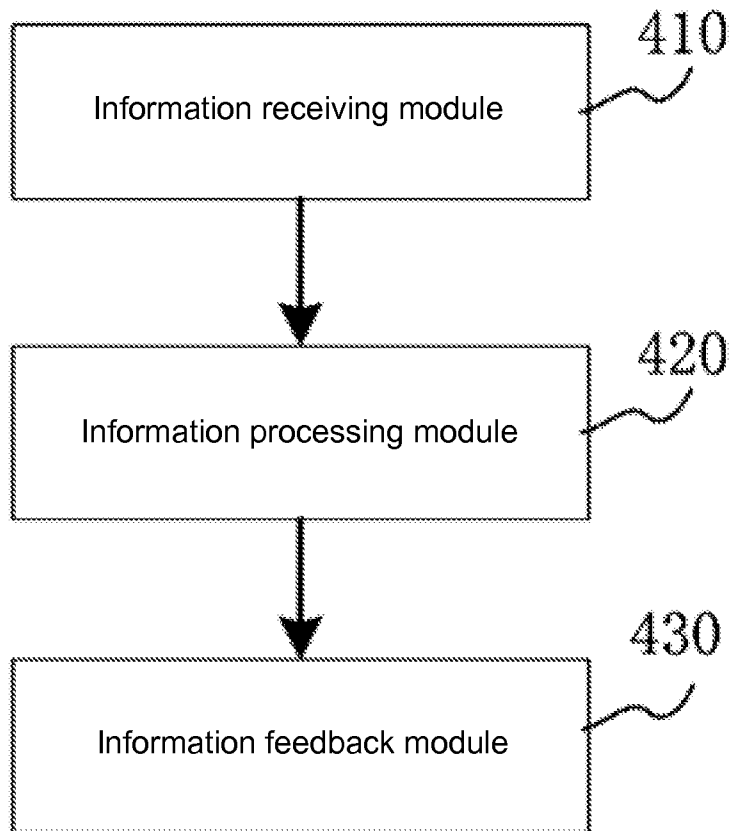 410
Information receiving module
420
Information processing module
430
Information feedback module